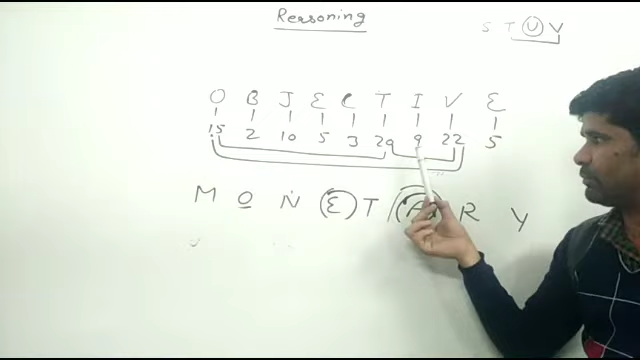 Reasoning
S T U V
O B J E C T I V E
15 2 10 5 3 20 9 22 5
M O N E T A R Y